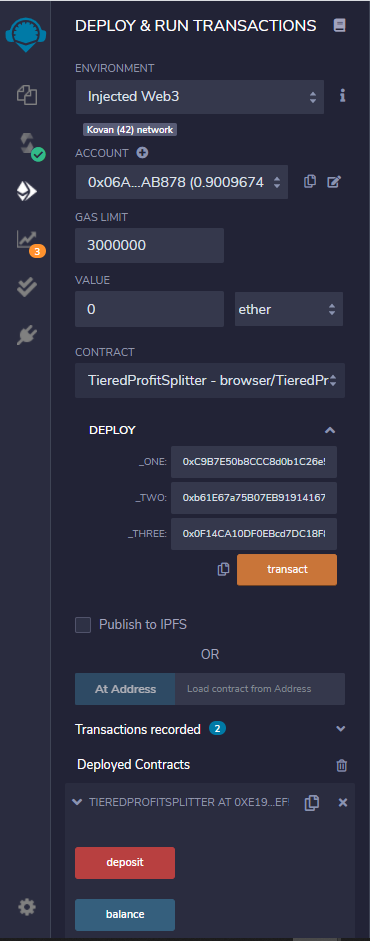 DEPLOY & RUN TRANSACTIONS
ENVIRONMENT
Injected Web3
Kovan (42) network
ACCOUNT
0x06A...AB878 (0.9009674
GAS LIMIT
3000000
VALUE
0
ether
CONTRACT
TieredProfitSplitter - browser/TieredPr
DEPLOY
_ONE:
0xC9B7E50b8CCC8d0b1C26e
_TWO:
0xb61E67a75B07EB91914167
_THREE:
0x0F14CA10DF0EBcd7DC18F
transact
Publish to IPFS
OR
At Address
Load contract from Address
Transactions recorded
2
Deployed Contracts
TIEREDPROFITSPLITTER AT 0XE19...EF
3
deposit
balance